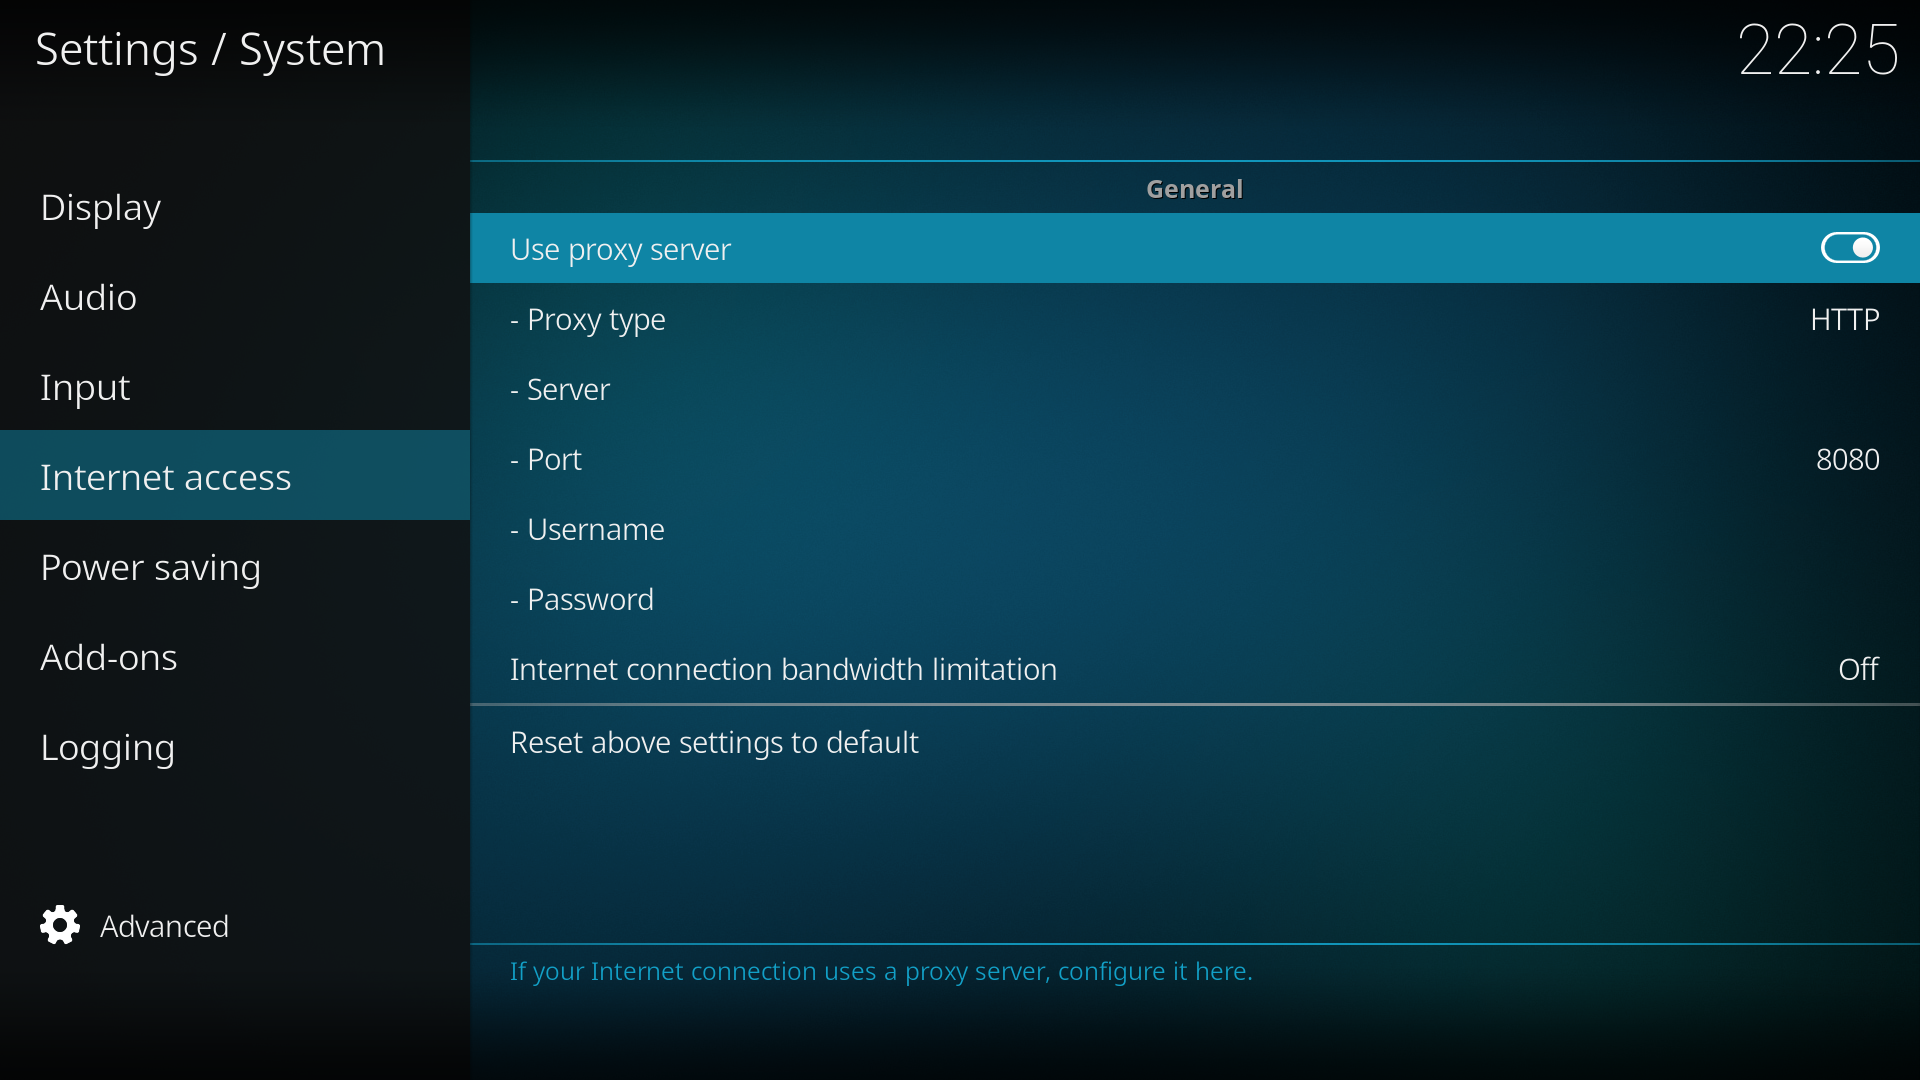 Settings / System
22:25
Display
Audio
Input
Internet access
Power saving
Add-ons
Logging
Advanced
General
Use proxy server
- Proxy type HTTP
- Server
- Port 8080
- Username
- Password
Internet connection bandwidth limitation Off
Reset above settings to default
If your Internet connection uses a proxy server, configure it here.